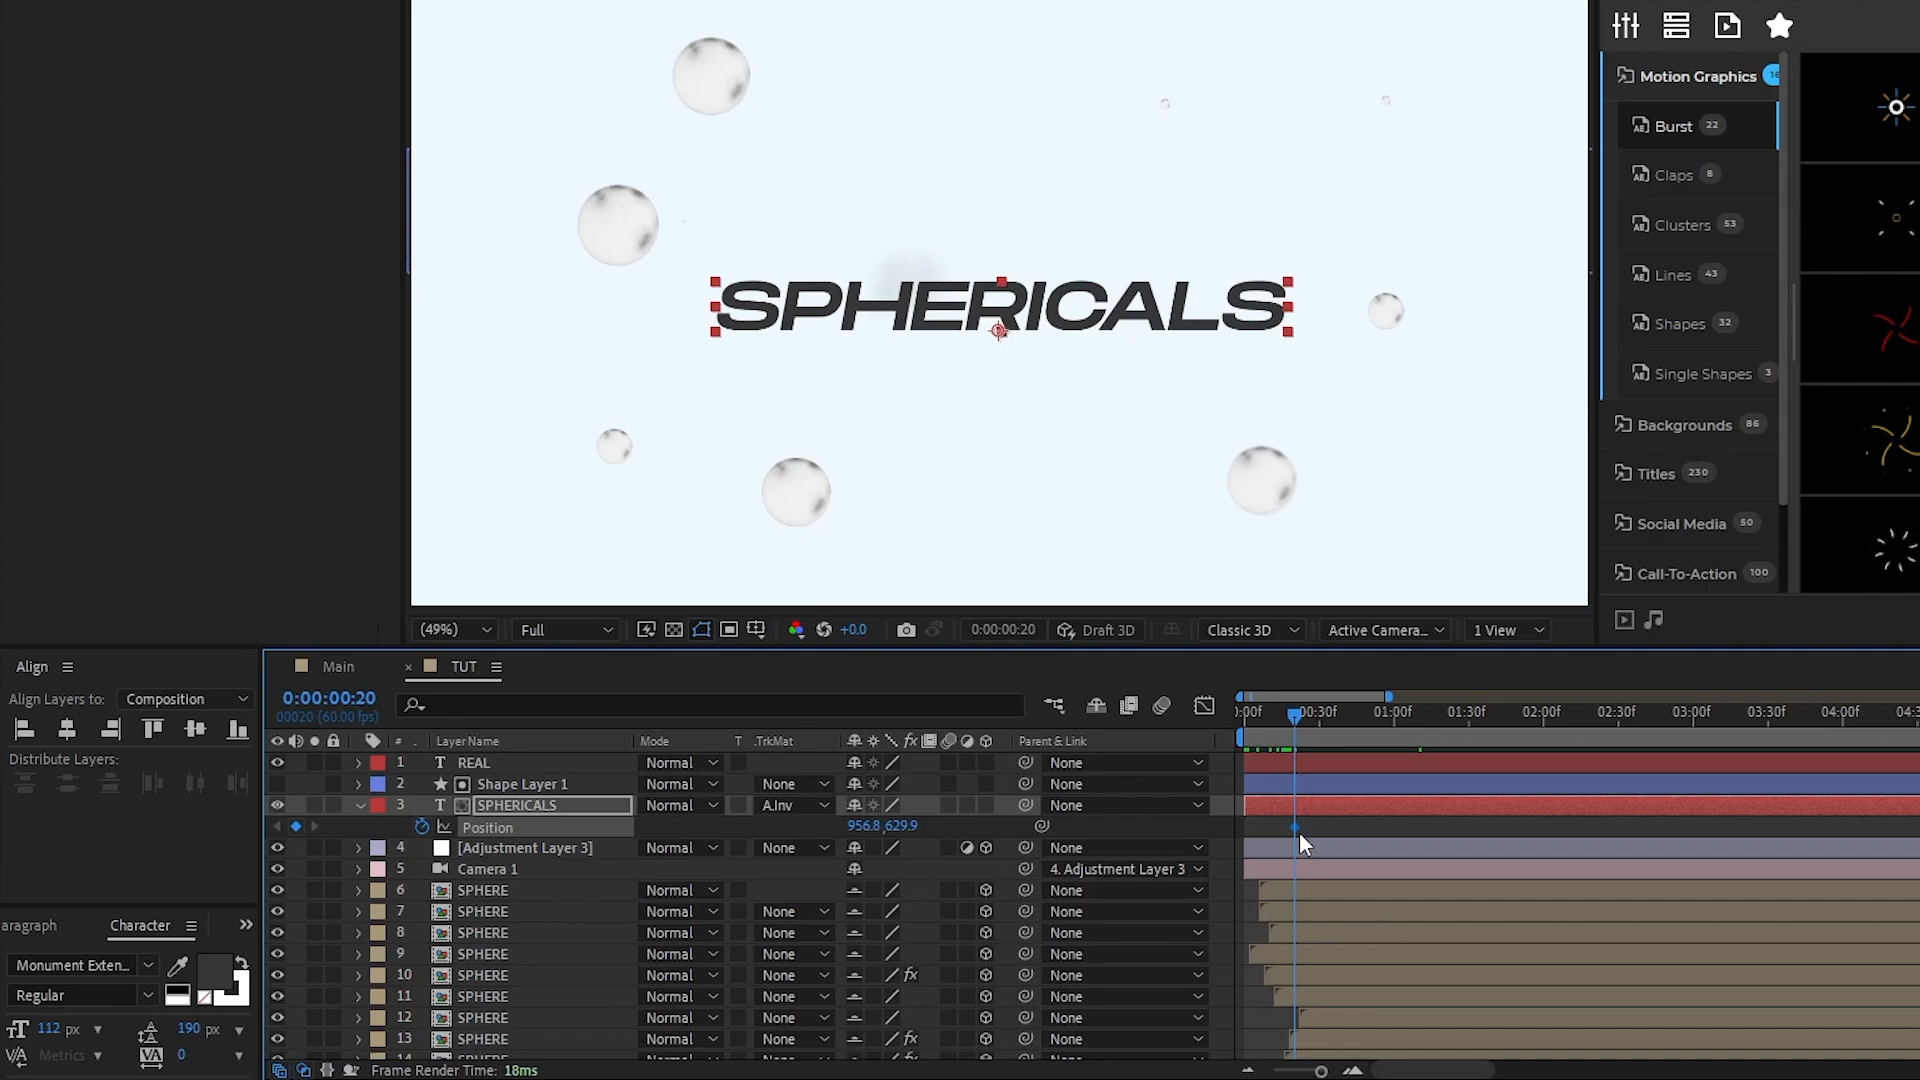 SPHERICALS
Motion Graphics
Burst 22
Claps 8
Clusters 53
Lines 43
Shapes 32
Single Shapes 3
Backgrounds 86
Titles 230
Social Media 50
Call-To-Action 100
(49%) Full +0.0 0:00:00:20 Draft 3D Classic 3D Active Camera... 1 View
Align
Align Layers to: Composition
Distribute Layers:
Main TUT
0:00:00:20
00020 (60.00 fps)
:00f 00:30f 01:00f 01:30f 02:00f 02:30f 03:00f 03:30f 04:00f 04:3
# Layer Name Mode T .TrkMat fx Parent & Link
1 T REAL Normal None
2 Shape Layer 1 Normal None None
3 T SPHERICALS Normal A.Inv None
Position 956.8,629.9
4 [Adjustment Layer 3] Normal None None
5 Camera 1 4. Adjustment Layer 3
6 SPHERE Normal None
7 SPHERE Normal None None
8 SPHERE Normal None None
9 SPHERE Normal None None
10 SPHERE Normal None fx None
11 SPHERE Normal None None
12 SPHERE Normal None None
13 SPHERE Normal None fx None
aragraph Character
Monument Exten...
Regular
112 px 190 px
Metrics 0
Frame Render Time: 18ms